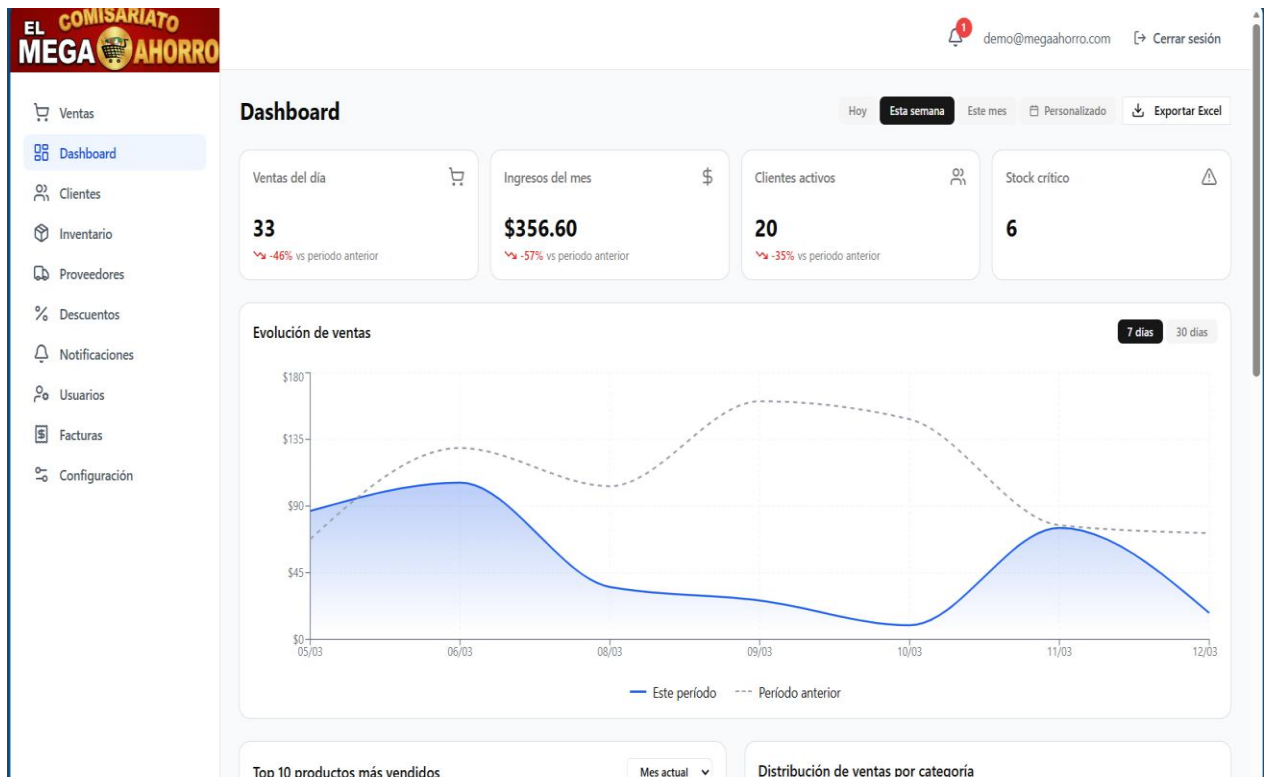 EL COMISARIATO
MEGA AHORRO
1
demo@megaahorro.com
Cerrar sesión
Ventas
Dashboard
Clientes
Inventario
Proveedores
Descuentos
Notificaciones
Usuarios
Facturas
Configuración
Dashboard
Hoy Esta semana Este mes Personalizado Exportar Excel
Ventas del día
33
-46% vs periodo anterior
Ingresos del mes
$
$356.60
-57% vs periodo anterior
Clientes activos
20
-35% vs periodo anterior
Stock crítico
6
Evolución de ventas
7 días 30 días
$180
$135
$90
$45
$0
05/03 06/03 08/03 09/03 10/03 11/03 12/03
Este período Período anterior
Top 10 productos más vendidos
Mes actual
Distribución de ventas por categoría